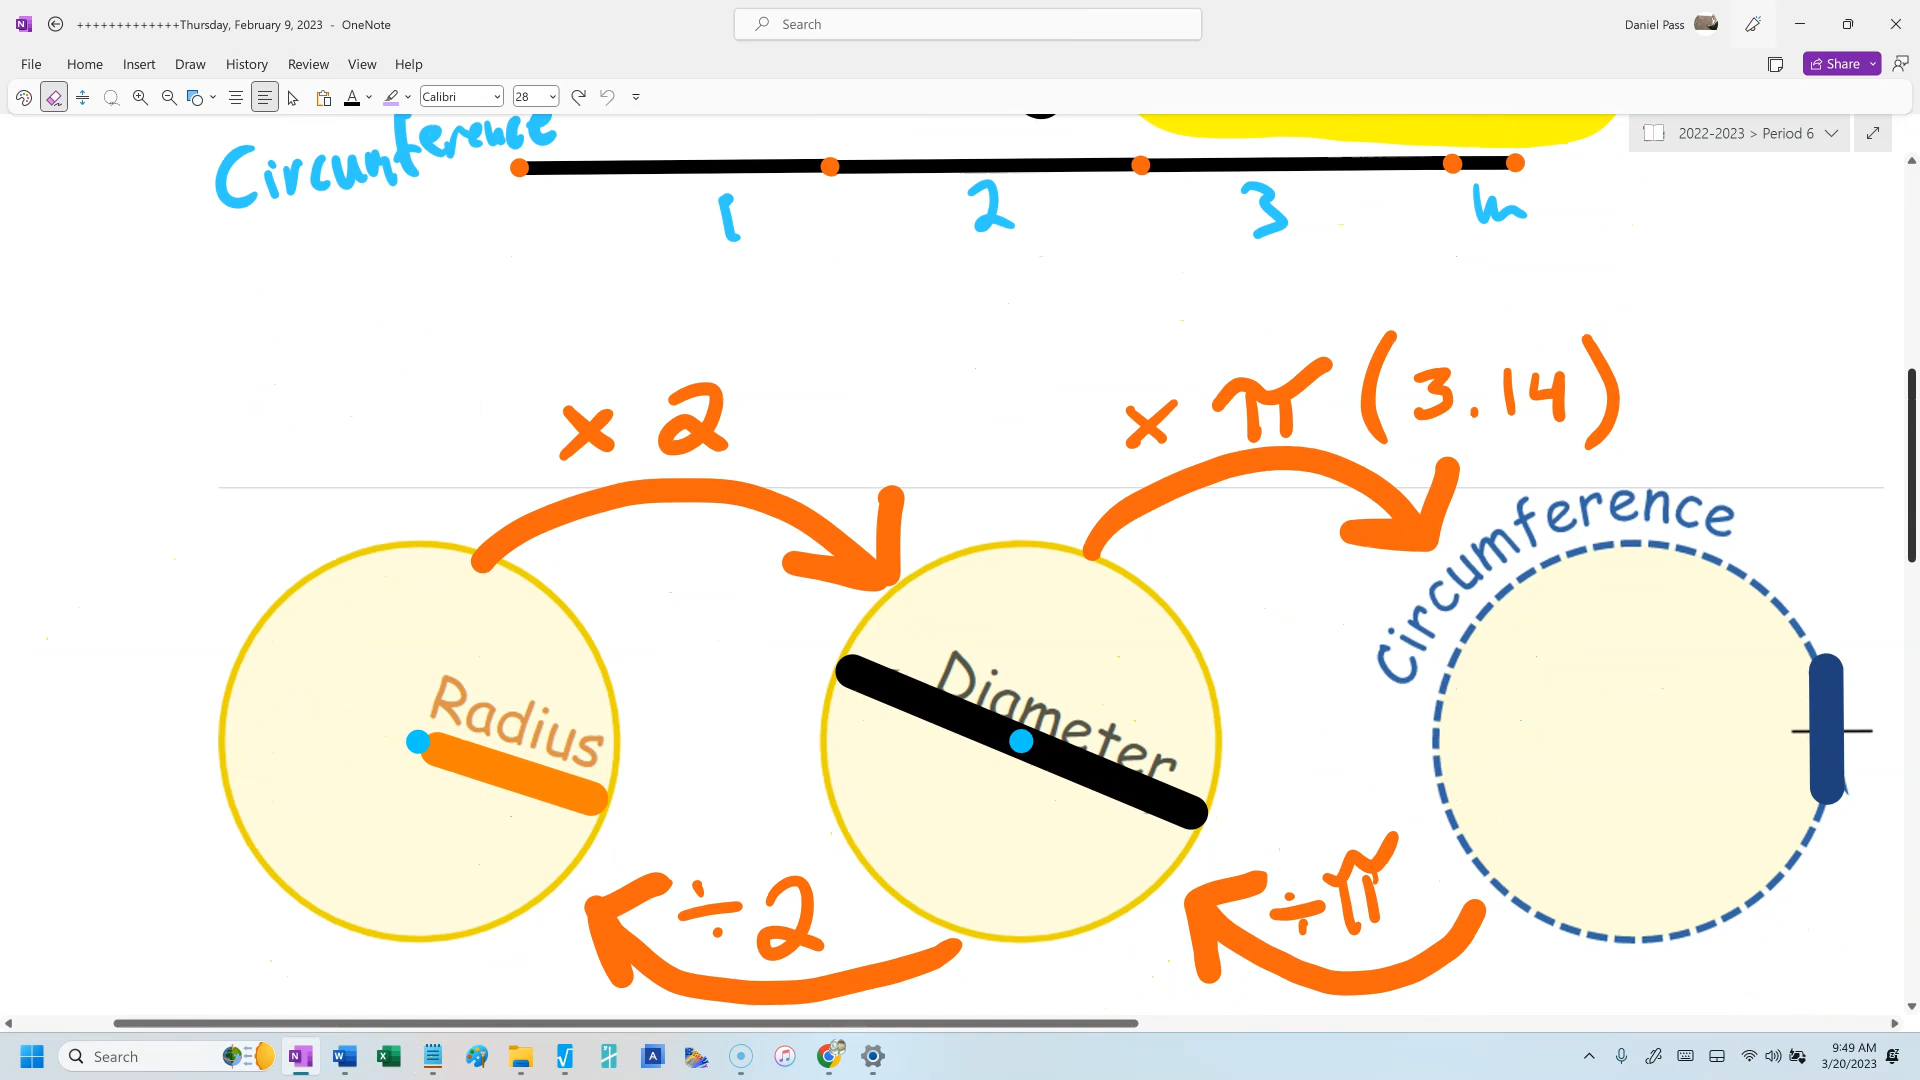 +++++++++++++Thursday, February 9, 2023 - OneNote
Search
Daniel Pass
File Home Insert Draw History Review View Help
Share
Calibri
28
2022-2023 > Period 6
Circumference
1 2 3
x 2
x π (3.14)
Circumference
Radius
Diameter
÷2
÷π
Search
9:49 AM
3/20/2023